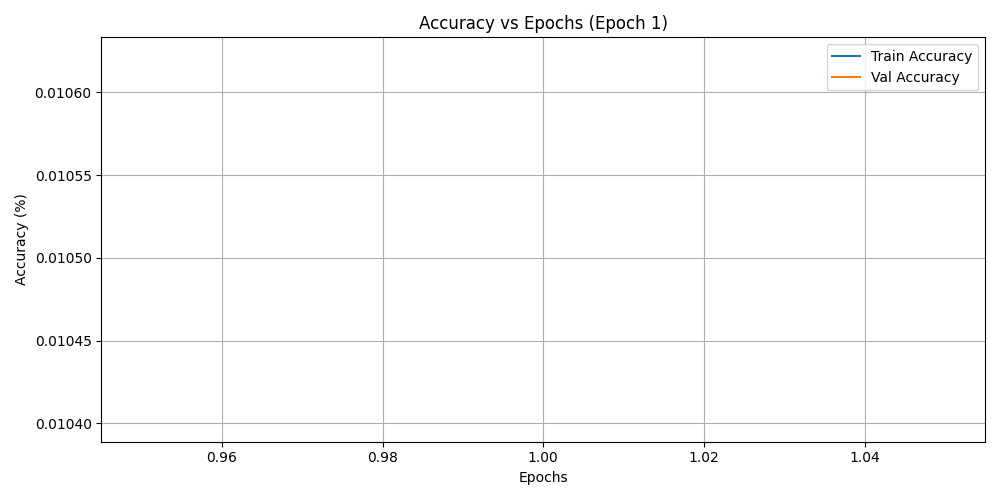 Accuracy vs Epochs (Epoch 1)
Train Accuracy
Val Accuracy
Accuracy (%)
0.01060
0.01055
0.01050
0.01045
0.01040
0.96 0.98 1.00 1.02 1.04
Epochs